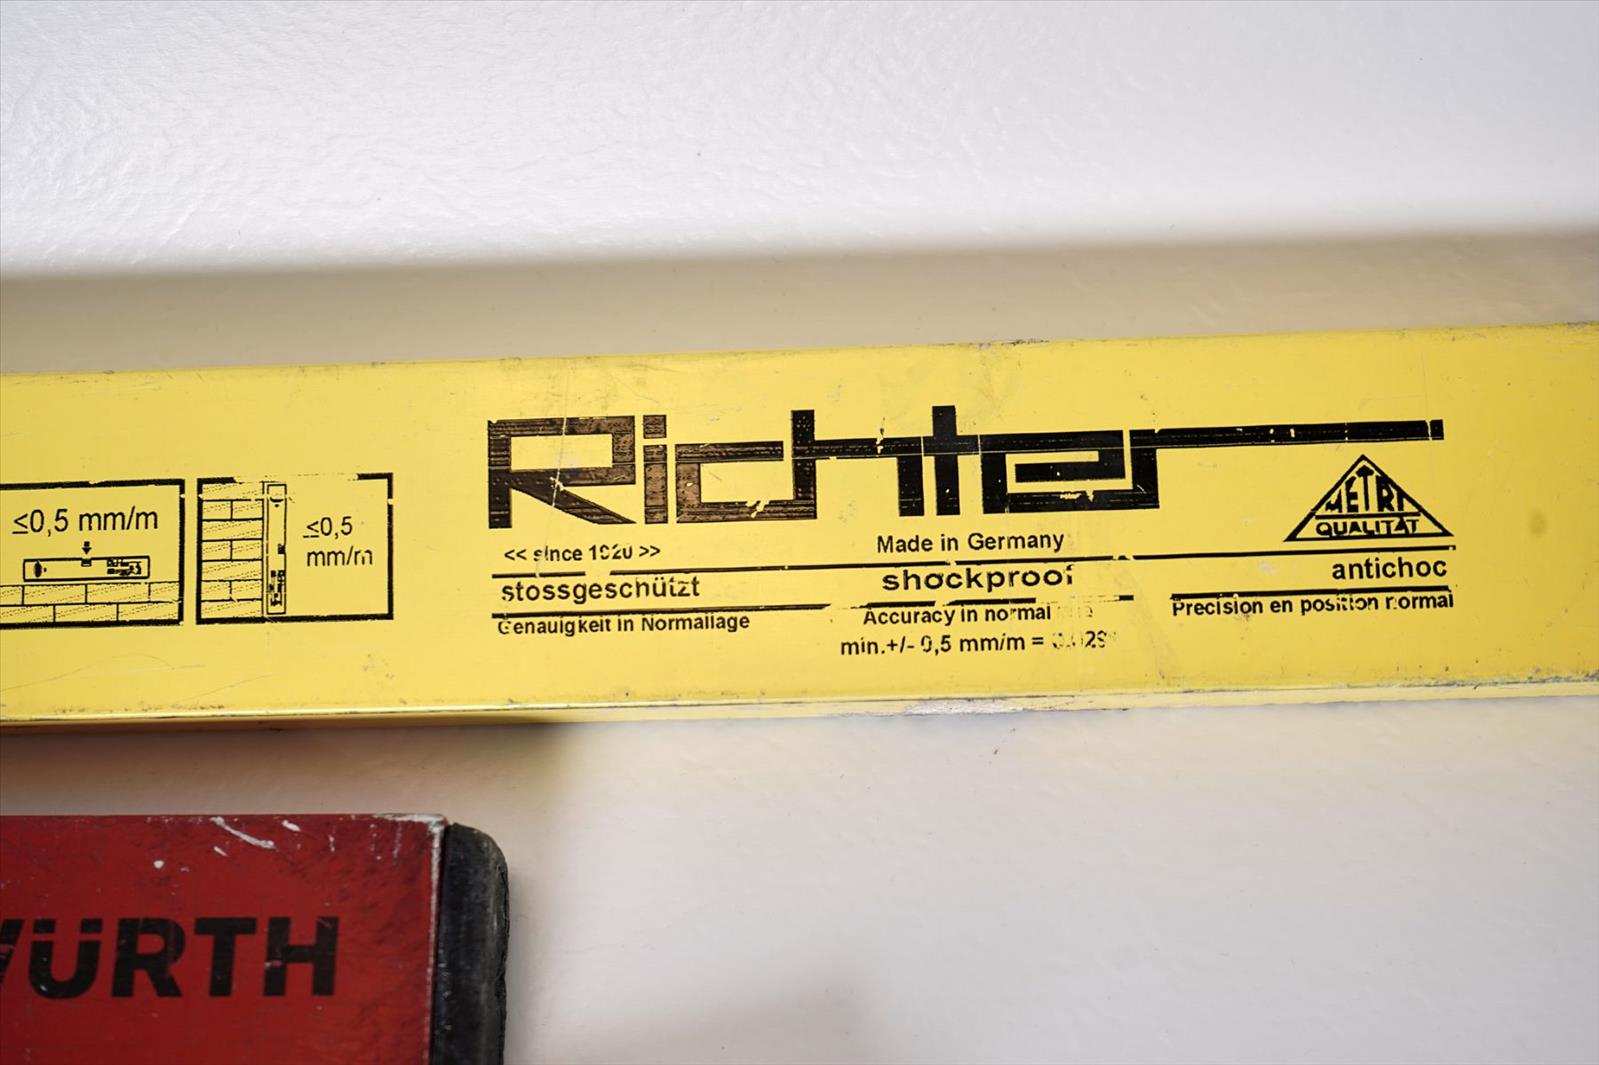 ≤0,5 mm/m
≤0,5
mm/m
Richter
METRI
QUALITÄT
<< since 1920 >>
Made in Germany
stossgeschützt
shockproof
antichoc
Genauigkeit in Normallage
Accuracy in normal
Precision en position normal
min.+/- 0,5 mm/m =
WÜRTH